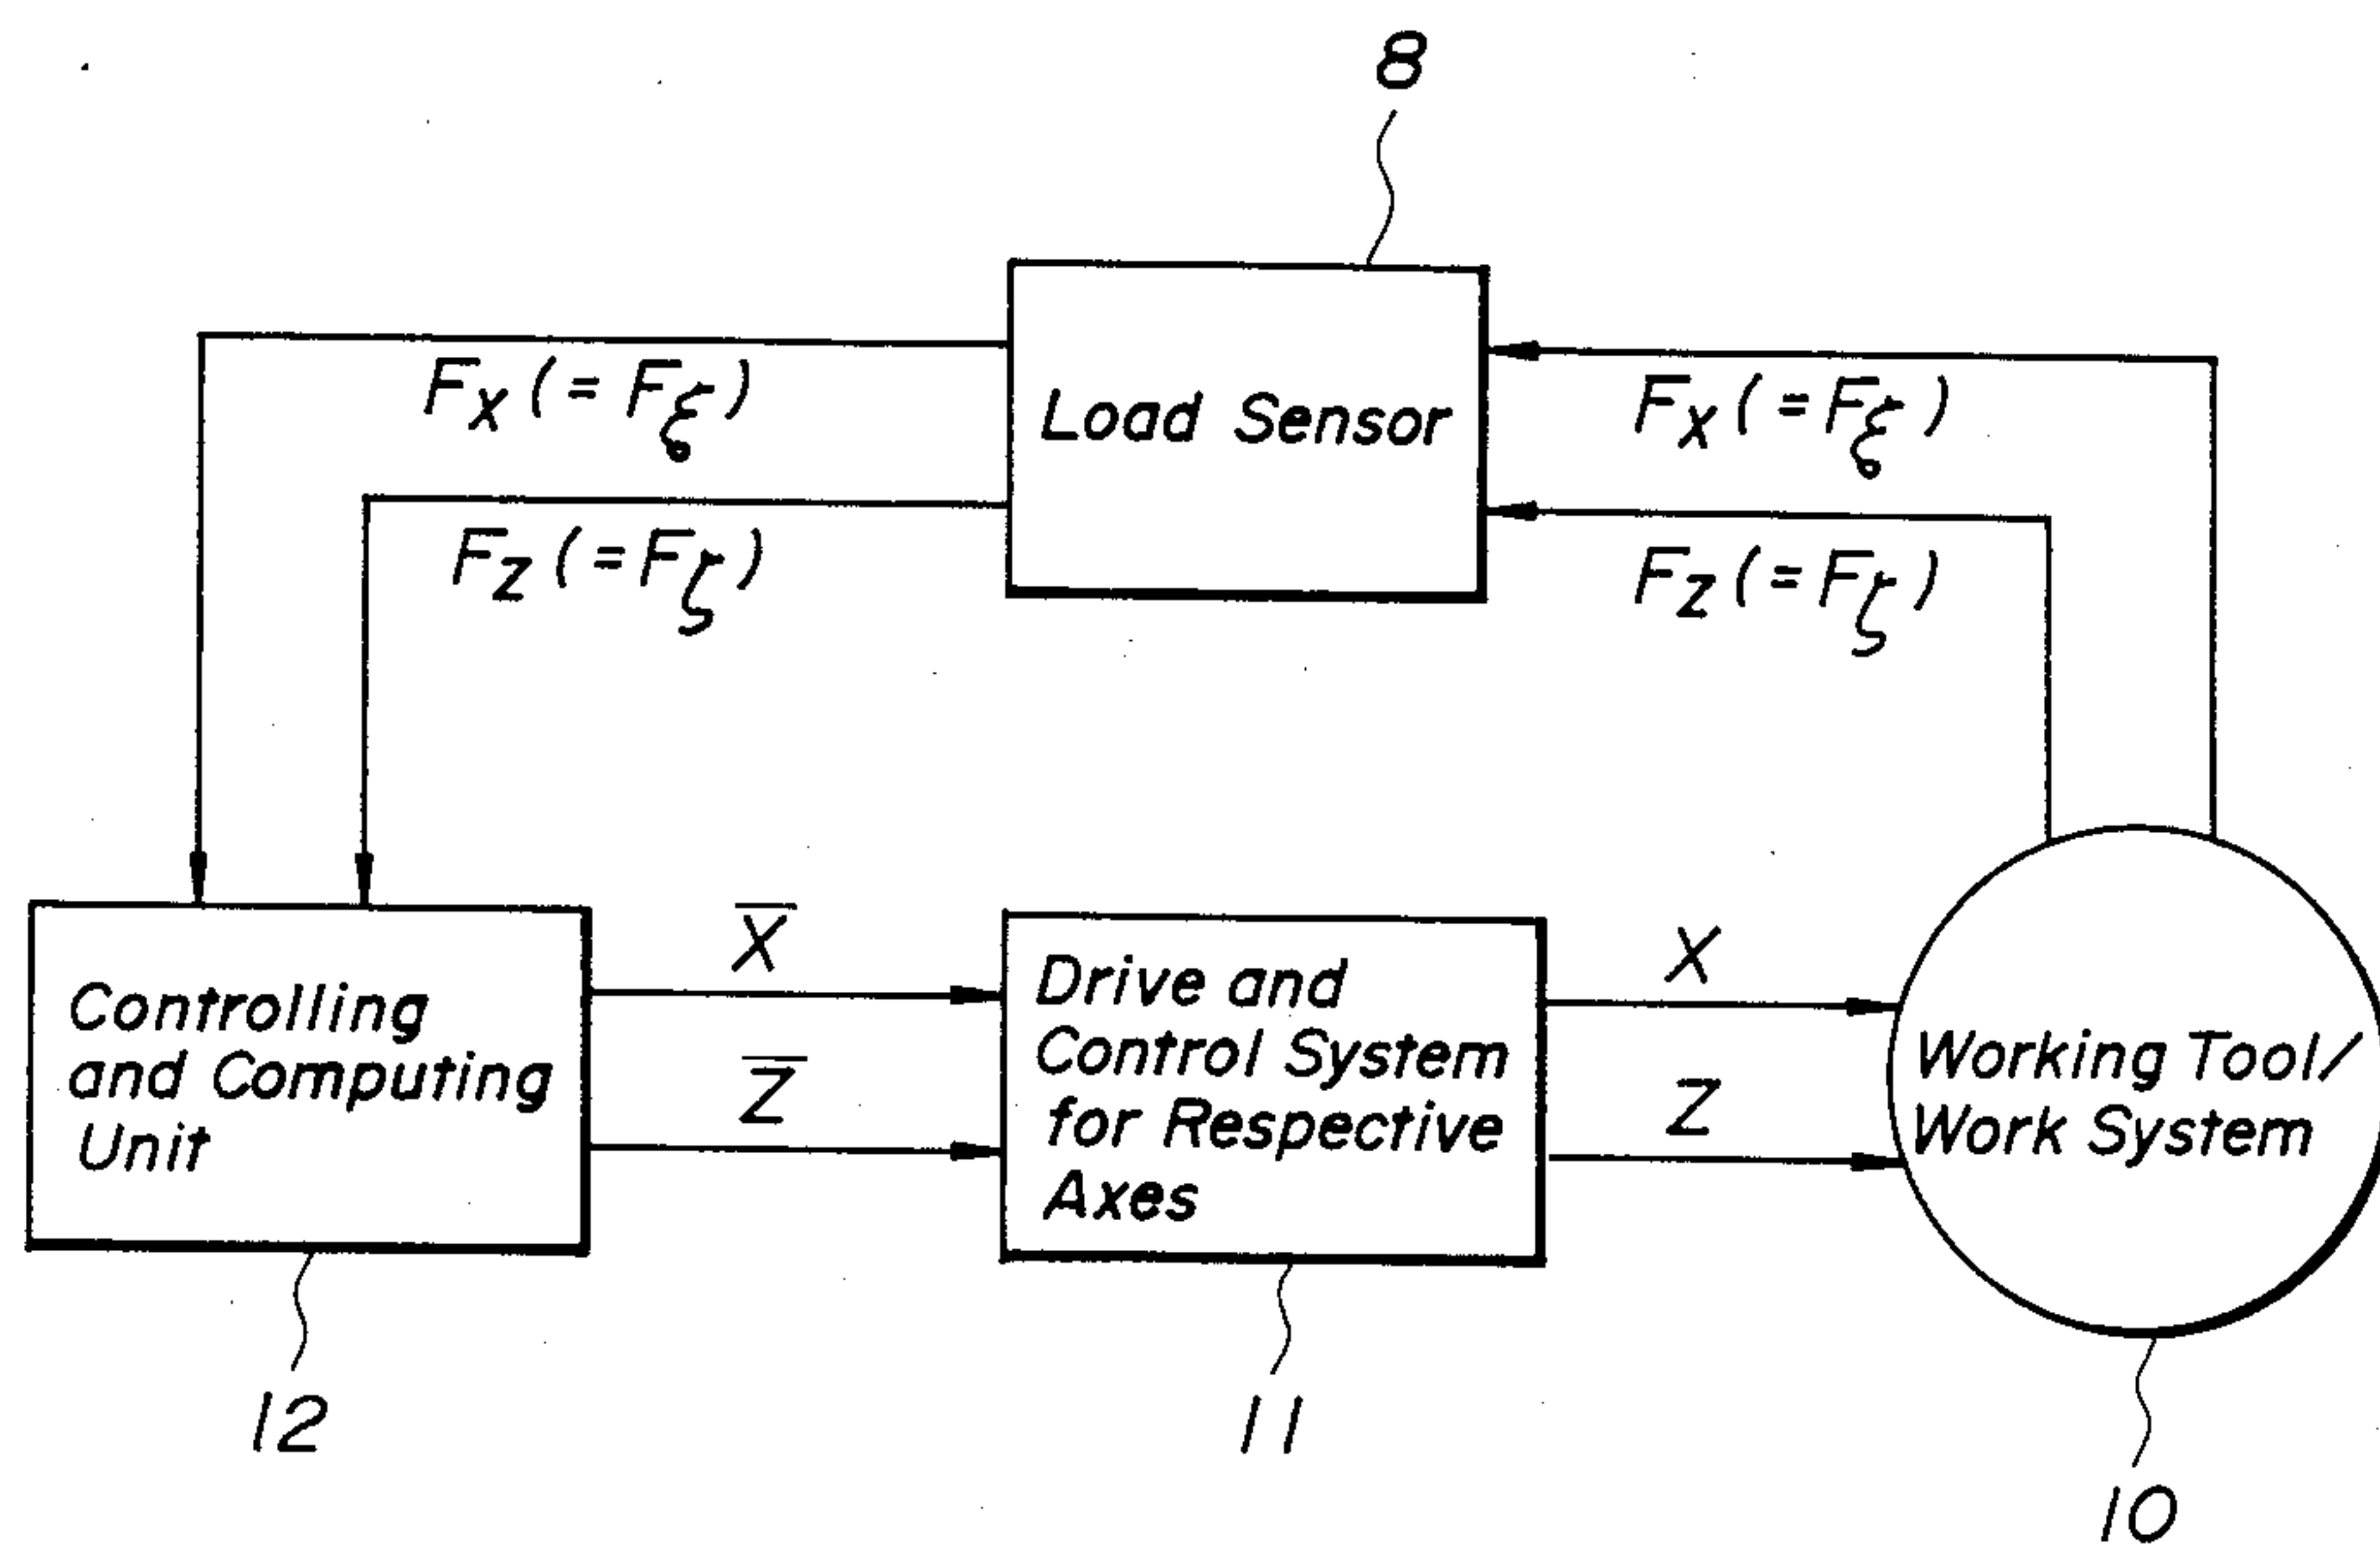 8
Load Sensor
Fx (= Fξ)
Fz (= Fζ)
Fx (= Fξ)
Fz (= Fζ)
Controlling
and Computing
Unit
X̅
Z̅
Drive and
Control System
for Respective
Axes
X
Z
Working Tool/
Work System
12
11
10